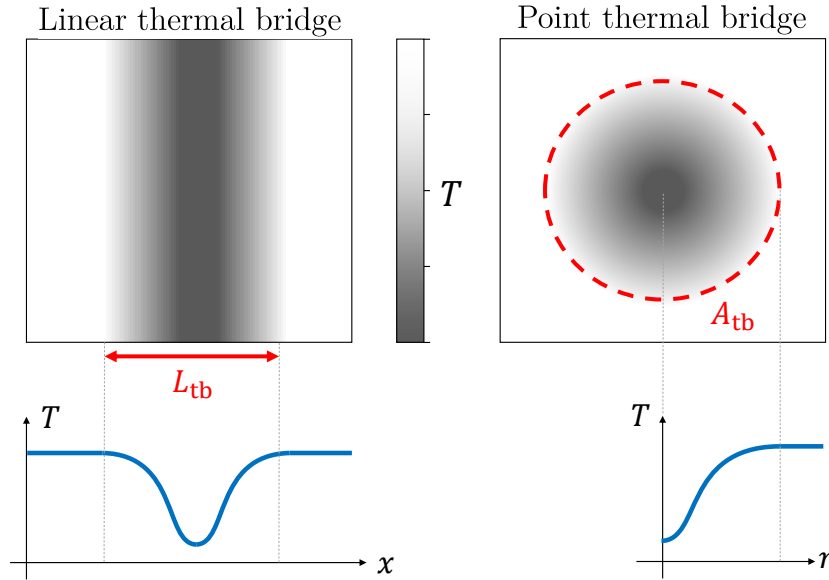 Linear thermal bridge
Point thermal bridge
T
A_tb
L_tb
T
x
T
r